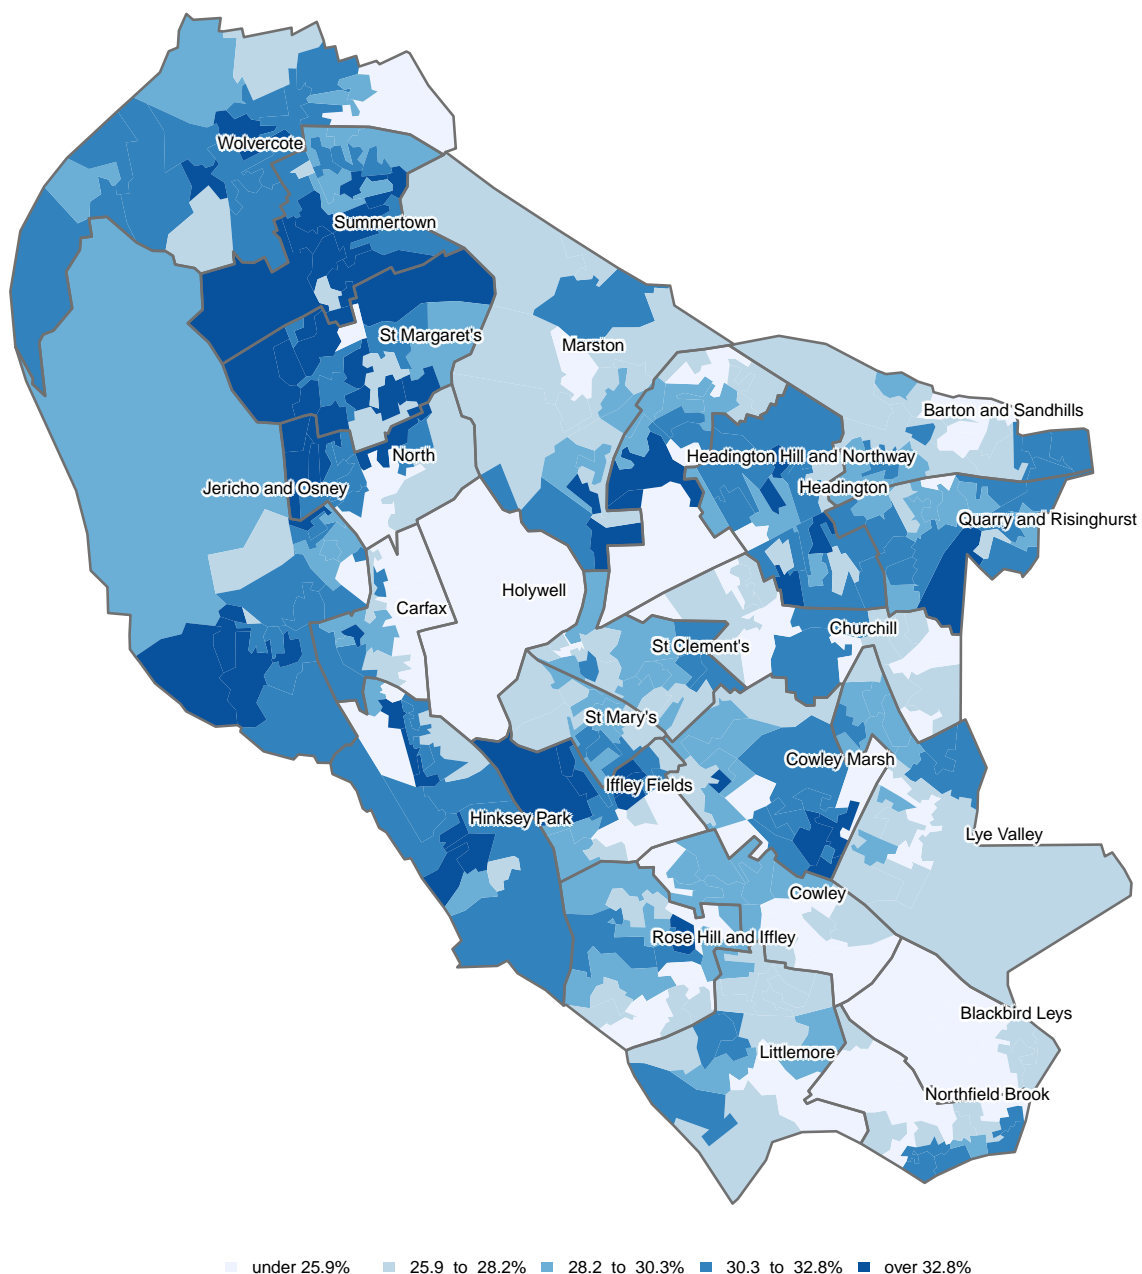 Wolvercote
Summertown
St Margaret's
Marston
Barton and Sandhills
North
Headington Hill and Northway
Jericho and Osney
Headington
Quarry and Risinghurst
Holywell
Carfax
Churchill
St Clement's
St Mary's
Cowley Marsh
Iffley Fields
Hinksey Park
Lye Valley
Cowley
Rose Hill and Iffley
Blackbird Leys
Littlemore
Northfield Brook
under 25.9% 25.9 to 28.2% 28.2 to 30.3% 30.3 to 32.8% over 32.8%